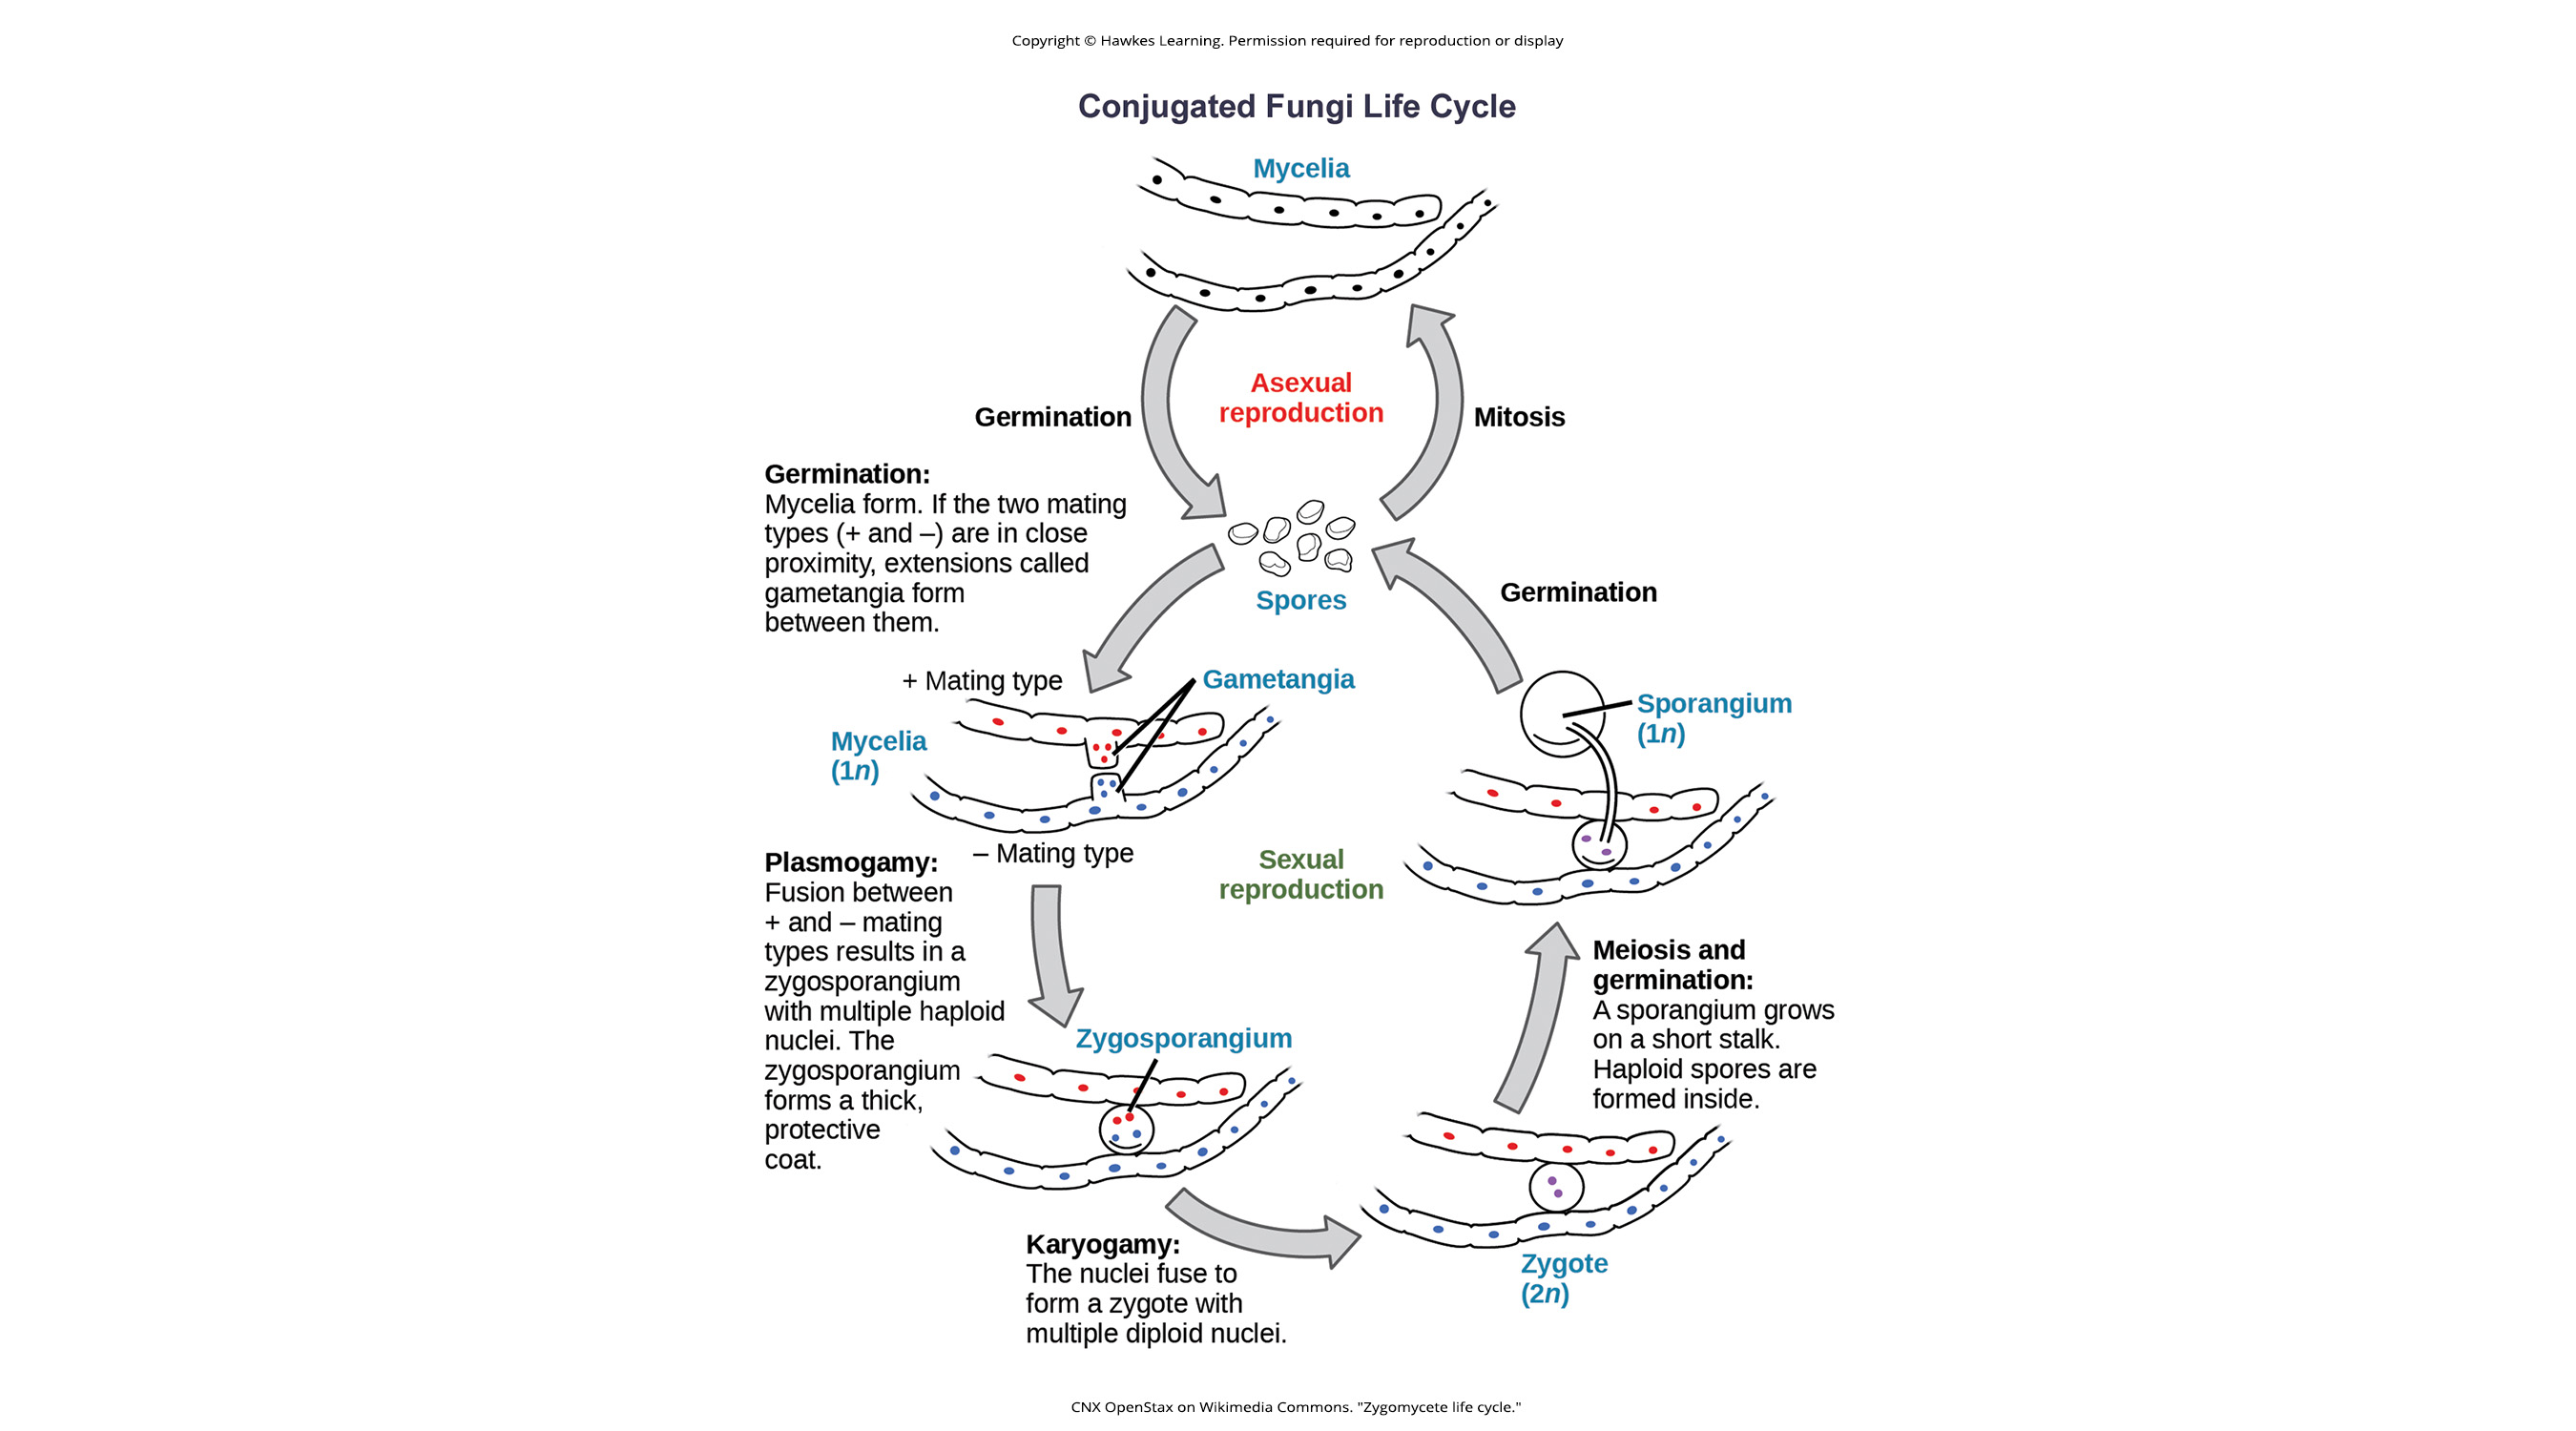 Copyright © Hawkes Learning. Permission required for reproduction or display
Conjugated Fungi Life Cycle
Mycelia
Asexual
reproduction
Germination
Mitosis
Germination:
Mycelia form. If the two mating
types (+ and –) are in close
proximity, extensions called
gametangia form
between them.
Spores
Germination
+ Mating type
Gametangia
Mycelia
(1n)
– Mating type
Sporangium
(1n)
Sexual
reproduction
Plasmogamy:
Fusion between
+ and – mating
types results in a
zygosporangium
with multiple haploid
nuclei. The
zygosporangium
forms a thick,
protective
coat.
Zygosporangium
Meiosis and
germination:
A sporangium grows
on a short stalk.
Haploid spores are
formed inside.
Karyogamy:
The nuclei fuse to
form a zygote with
multiple diploid nuclei.
Zygote
(2n)
CNX OpenStax on Wikimedia Commons. "Zygomycete life cycle."